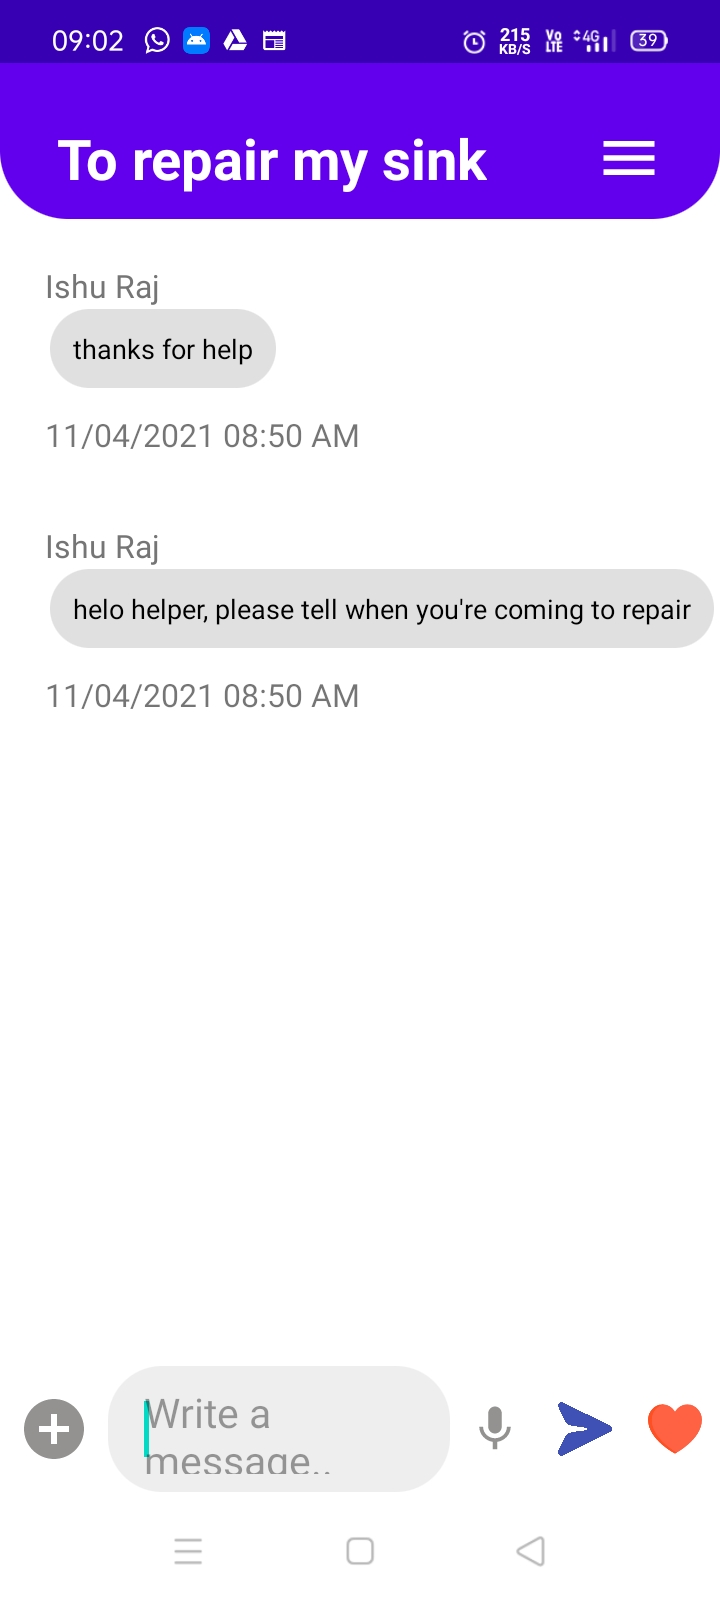 09:02
215
KB/S
Vo
LTE
4G
39
To repair my sink
Ishu Raj
thanks for help
11/04/2021 08:50 AM
Ishu Raj
helo helper, please tell when you're coming to repair
11/04/2021 08:50 AM
Write a
message..